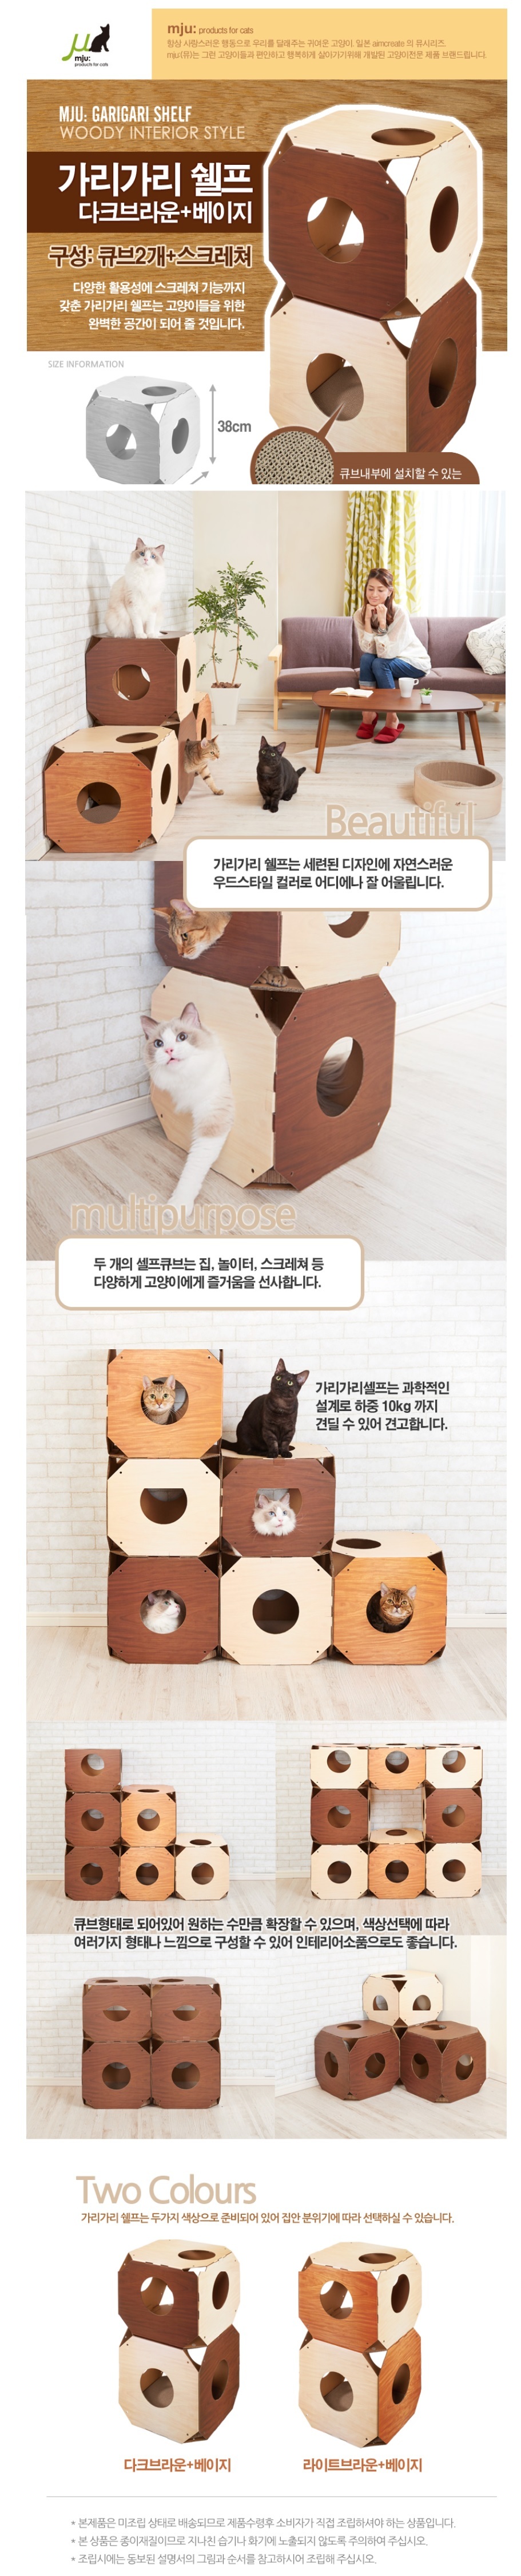 mju: products for cats
항상 사랑스러운 행동으로 우리를 달래주는 귀여운 고양이. 일본 aimcreate 의 뮤시리즈.
mju(뮤)는 그런 고양이들과 편안하고 행복하게 살아가기위해 개발된 고양이전문 제품 브랜드입니다.
mju:
products for cats
MJU: GARIGARI SHELF
WOODY INTERIOR STYLE
가리가리 쉘프
다크브라운+베이지
구성: 큐브2개+스크레쳐
다양한 활용성에 스크레쳐 기능까지
갖춘 가리가리 쉘프는 고양이들을 위한
완벽한 공간이 되어 줄 것입니다.
SIZE INFORMATION
38cm
큐브내부에 설치할 수 있는
Beautiful
가리가리 쉘프는 세련된 디자인에 자연스러운
우드스타일 컬러로 어디에나 잘 어울립니다.
multipurpose
두 개의 셀프큐브는 집, 놀이터, 스크레쳐 등
다양하게 고양이에게 즐거움을 선사합니다.
가리가리셀프는 과학적인
설계로 하중 10kg 까지
견딜 수 있어 견고합니다.
큐브형태로 되어있어 원하는 수만큼 확장할 수 있으며, 색상선택에 따라
여러가지 형태나 느낌으로 구성할 수 있어 인테리어소품으로도 좋습니다.
Two Colours
가리가리 쉘프는 두가지 색상으로 준비되어 있어 집안 분위기에 따라 선택하실 수 있습니다.
다크브라운+베이지
라이트브라운+베이지
* 본제품은 미조립 상태로 배송되므로 제품수령후 소비자가 직접 조립하셔야 하는 상품입니다.
* 본 상품은 종이재질이므로 지나친 습기나 화기에 노출되지 않도록 주의하여 주십시오.
* 조립시에는 동보된 설명서의 그림과 순서를 참고하시어 조립해 주십시오.